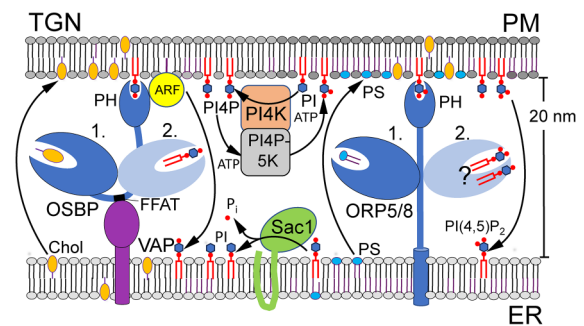 TGN PM
PH ARF PI4P PI4K PI ATP PS PH
20 nm
1. 2. ATP PI4P-5K 1. 2.
?
OSBP FFAT ORP5/8
Pi
Chol VAP PI Sac1 PS PI(4,5)P2
ER